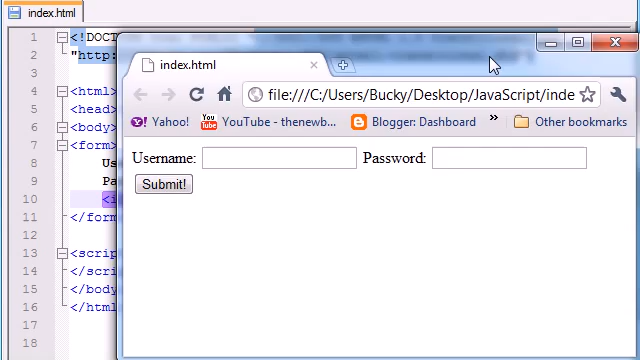 index.html
1 <!DOC
2 "http:
3
4 <html>
5 <head>
6 <body>
7 <form>
8 Us
9 Pa
10 <i
11 </form
12
13 <scrip
14 </scrip
15 </body
16 </html
17
18
index.html
file:///C:/Users/Bucky/Desktop/JavaScript/inde
Yahoo! YouTube - thenewb... Blogger: Dashboard » Other bookmarks
Username: Password:
Submit!